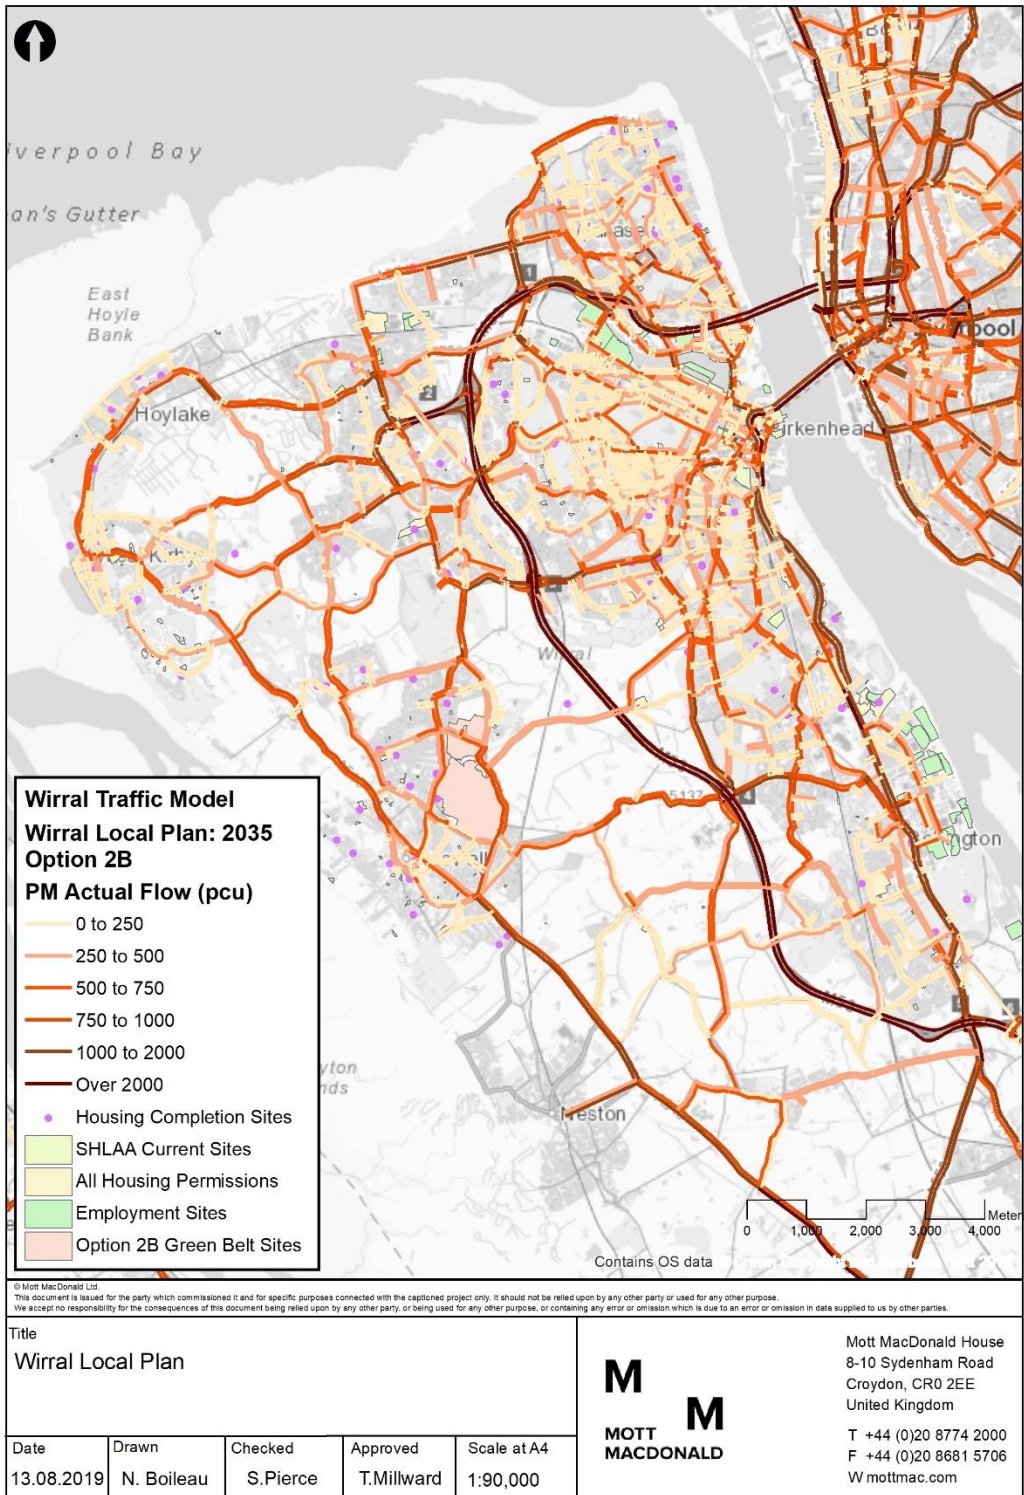 iverpool Bay
an's Gutter
East
Hoyle
Bank
1
2
Hoylake
irkenhead
Wirral
5137
4
5
M53
Neston
Wirral Traffic Model
Wirral Local Plan: 2035
Option 2B
PM Actual Flow (pcu)
0 to 250
250 to 500
500 to 750
750 to 1000
1000 to 2000
Over 2000
Housing Completion Sites
SHLAA Current Sites
All Housing Permissions
Employment Sites
Option 2B Green Belt Sites
Meter
0 1,000 2,000 3,000 4,000
Contains OS data
© Mott MacDonald Ltd.
This document is issued for the party which commissioned it and for specific purposes connected with the captioned project only. It should not be relied upon by any other party or used for any other purpose.
We accept no responsibility for the consequences of this document being relied upon by any other party, or being used for any other purpose, or containing any error or omission which is due to an error or omission in data supplied to us by other parties.
Title
Wirral Local Plan
Date
13.08.2019
Drawn
N. Boileau
Checked
S.Pierce
Approved
T.Millward
Scale at A4
1:90,000
M
M
MOTT
MACDONALD
Mott MacDonald House
8-10 Sydenham Road
Croydon, CR0 2EE
United Kingdom
T +44 (0)20 8774 2000
F +44 (0)20 8681 5706
W mottmac.com